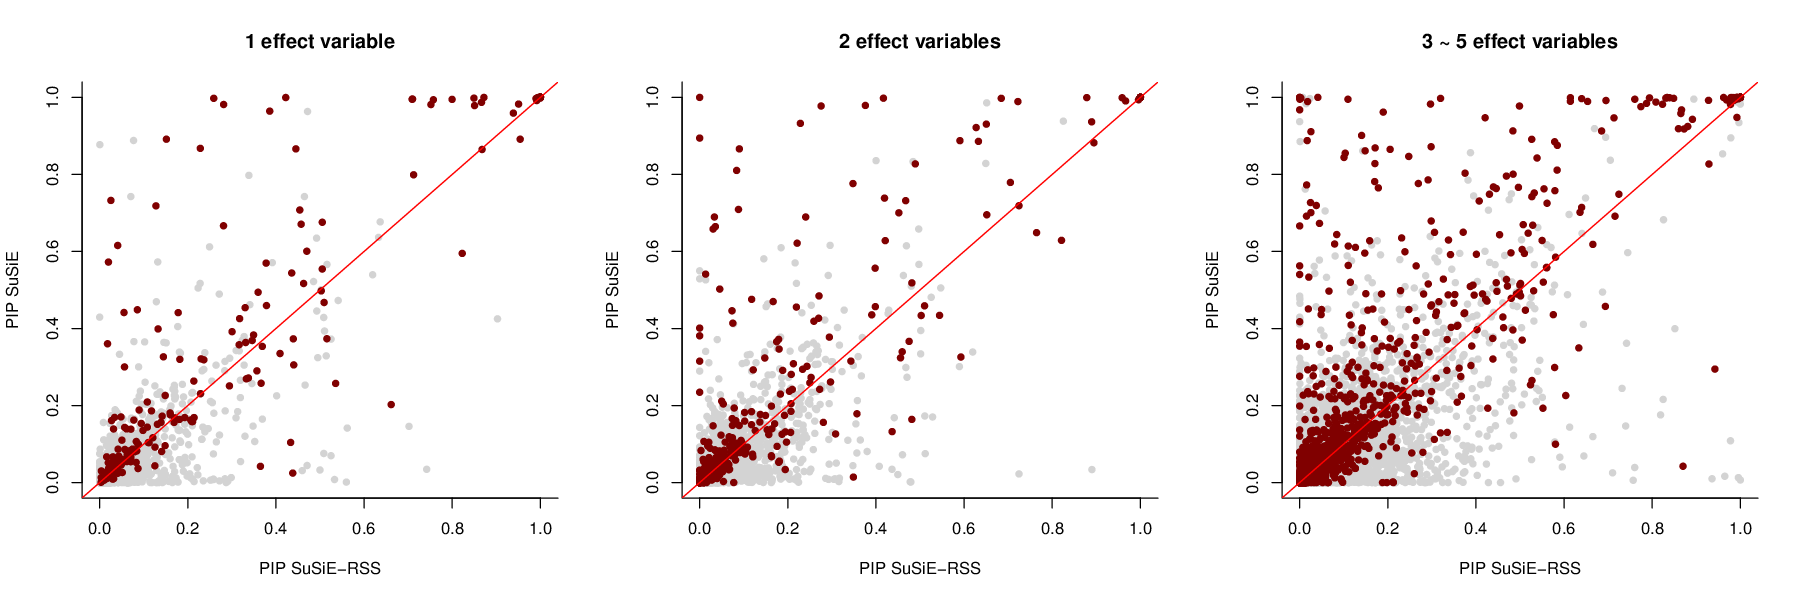 1 effect variable
PIP SuSiE
1.0
0.8
0.6
0.4
0.2
0.0
0.0 0.2 0.4 0.6 0.8 1.0
PIP SuSiE−RSS
2 effect variables
PIP SuSiE
1.0
0.8
0.6
0.4
0.2
0.0
0.0 0.2 0.4 0.6 0.8 1.0
PIP SuSiE−RSS
3 ~ 5 effect variables
PIP SuSiE
1.0
0.8
0.6
0.4
0.2
0.0
0.0 0.2 0.4 0.6 0.8 1.0
PIP SuSiE−RSS